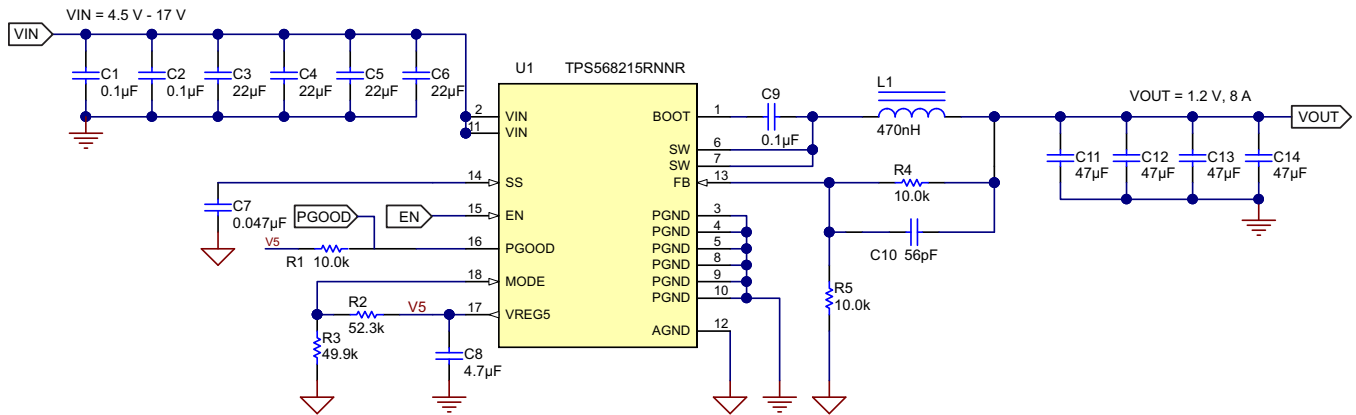 VIN = 4.5 V - 17 V
VIN
C1
0.1µF
C2
0.1µF
C3
22µF
C4
22µF
C5
22µF
C6
22µF
U1 TPS568215RNNR
2 VIN
11 VIN
14 SS
15 EN
16 PGOOD
18 MODE
17 VREG5
BOOT 1
SW 6
SW 7
FB 13
PGND 3
PGND 4
PGND 5
PGND 8
PGND 9
PGND 10
AGND 12
C7
0.047µF
PGOOD
EN
V5
R1 10.0k
R2
52.3k
V5
R3
49.9k
C8
4.7µF
C9
0.1µF
L1
470nH
R4
10.0k
C10 56pF
R5
10.0k
VOUT = 1.2 V, 8 A
VOUT
C11
47µF
C12
47µF
C13
47µF
C14
47µF